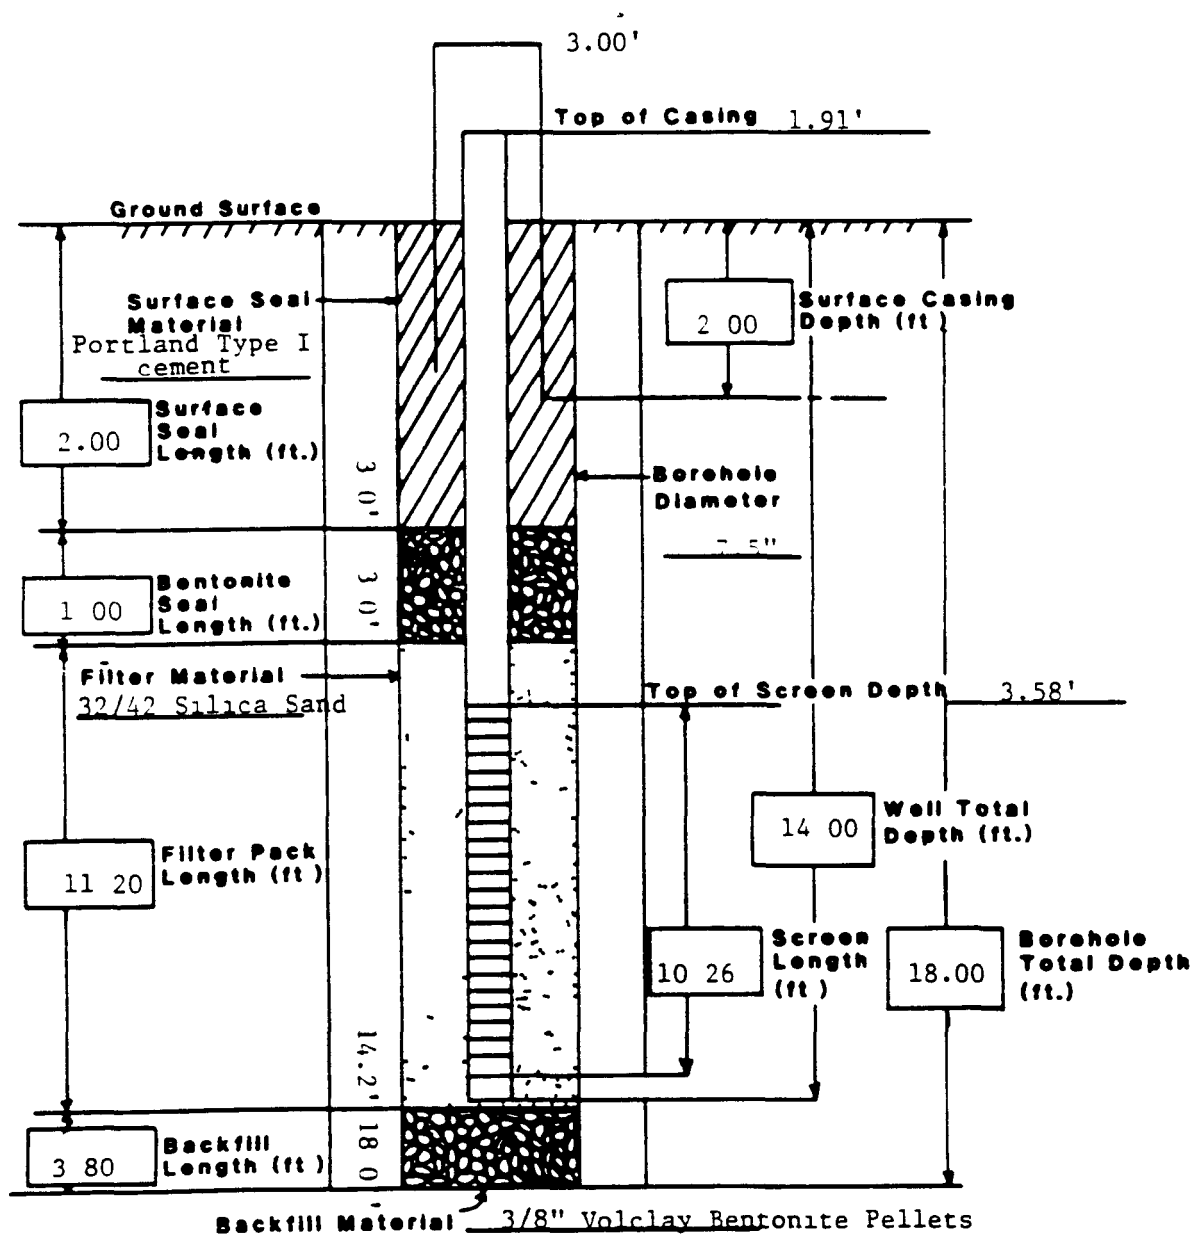 3.00'
Top of Casing 1.91'
Ground Surface
Surface Seal
Material
Portland Type I
cement
2 00
Surface Casing
Depth (ft )
2.00
Surface
Seal
Length (ft.)
3 0'
Borehole
Diameter
7.5"
1 00
Bentonite
Seal
Length (ft.)
3 0'
Filter Material
32/42 Silica Sand
Top of Screen Depth 3.58'
14 00
Well Total
Depth (ft.)
11 20
Filter Pack
Length (ft )
10 26
Screen
Length
(ft )
18.00
Borehole
Total Depth
(ft.)
14.2'
3 80
Backfill
Length (ft )
18 0
Backfill Material 3/8" Volclay Bentonite Pellets